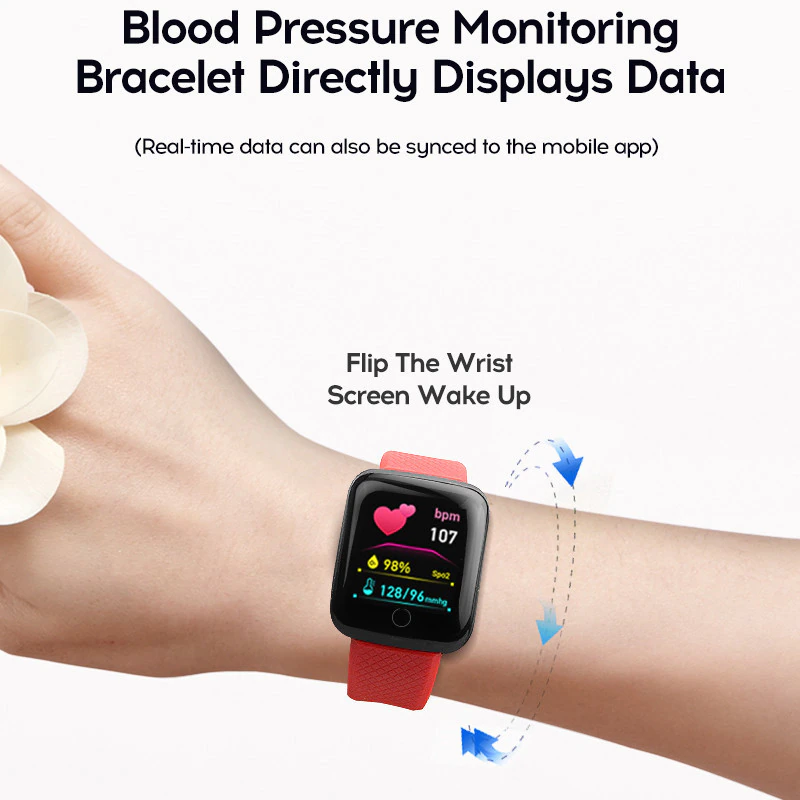 Blood Pressure Monitoring
Bracelet Directly Displays Data
(Real-time data can also be synced to the mobile app)
Flip The Wrist
Screen Wake Up
bpm
107
98% Spo2
128/96mmhg